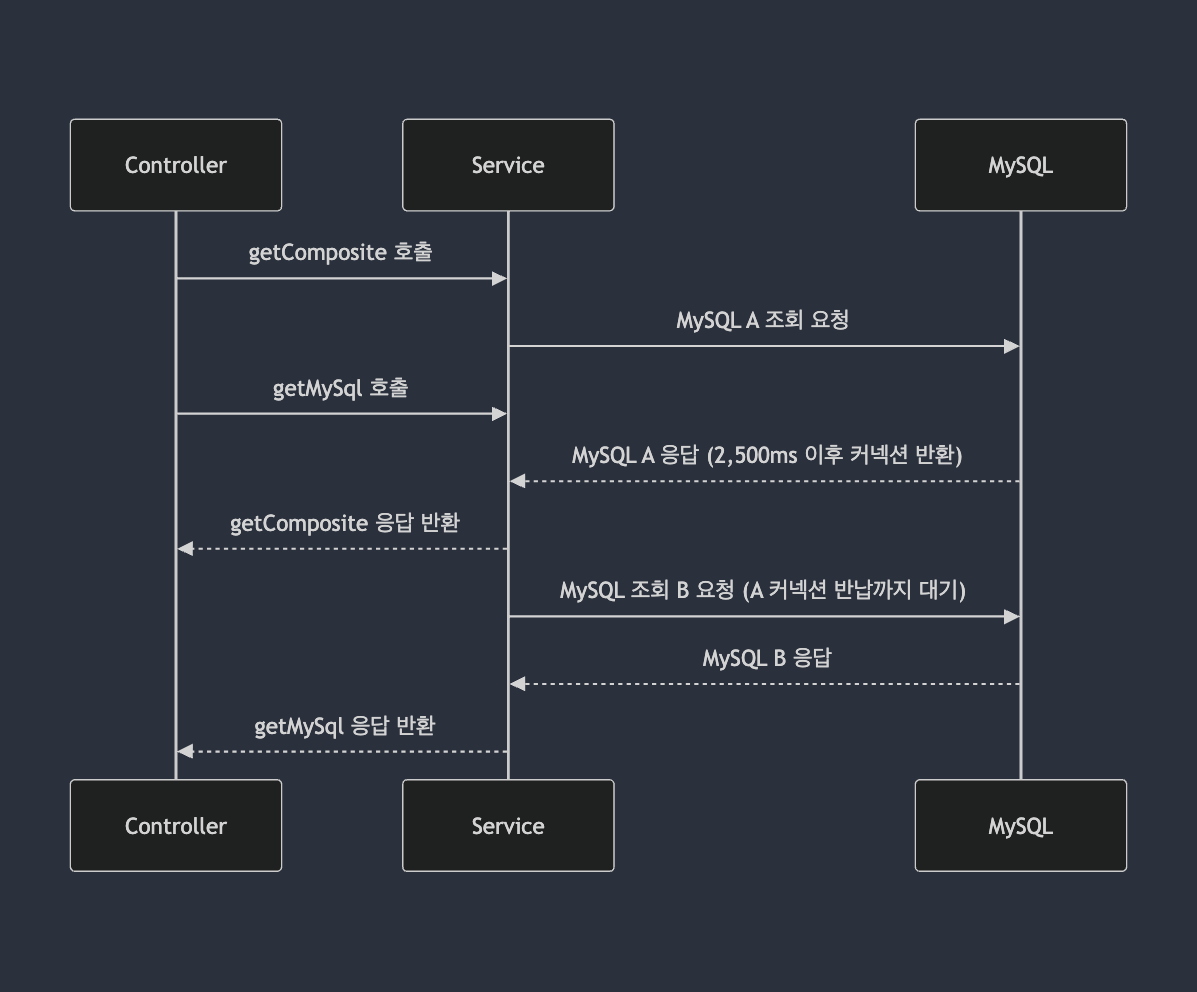 Controller
Service
MySQL
getComposite 호출
MySQL A 조회 요청
getMySql 호출
MySQL A 응답 (2,500ms 이후 커넥션 반환)
getComposite 응답 반환
MySQL 조회 B 요청 (A 커넥션 반납까지 대기)
MySQL B 응답
getMySql 응답 반환
Controller
Service
MySQL